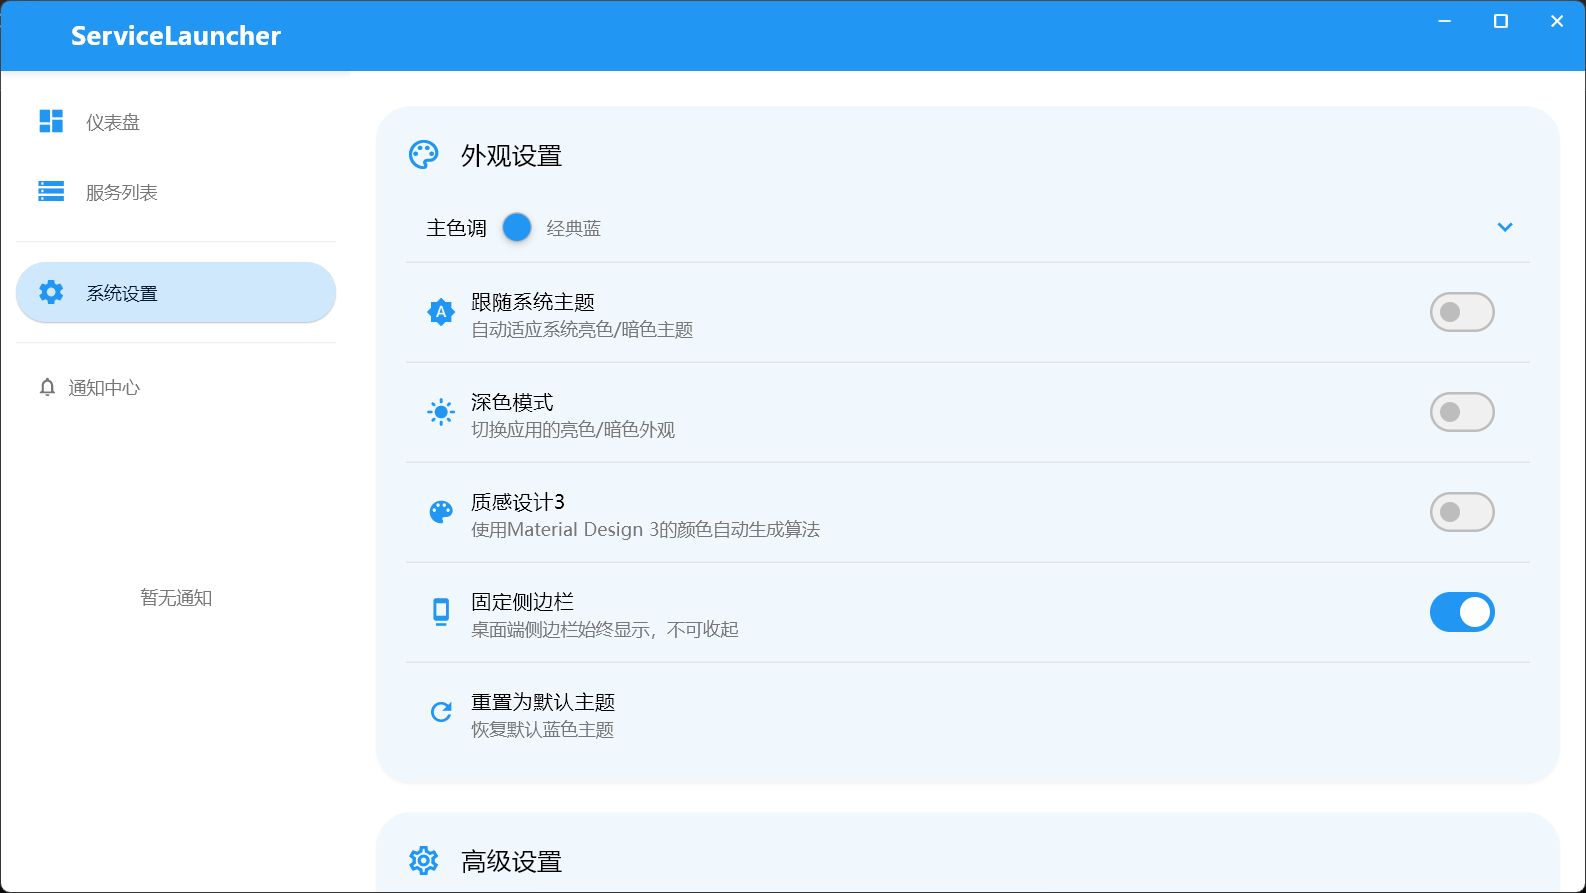 ServiceLauncher
仪表盘
服务列表
系统设置
通知中心
暂无通知
外观设置
主色调 经典蓝
跟随系统主题
自动适应系统亮色/暗色主题
深色模式
切换应用的亮色/暗色外观
质感设计3
使用Material Design 3的颜色自动生成算法
固定侧边栏
桌面端侧边栏始终显示，不可收起
重置为默认主题
恢复默认蓝色主题
高级设置